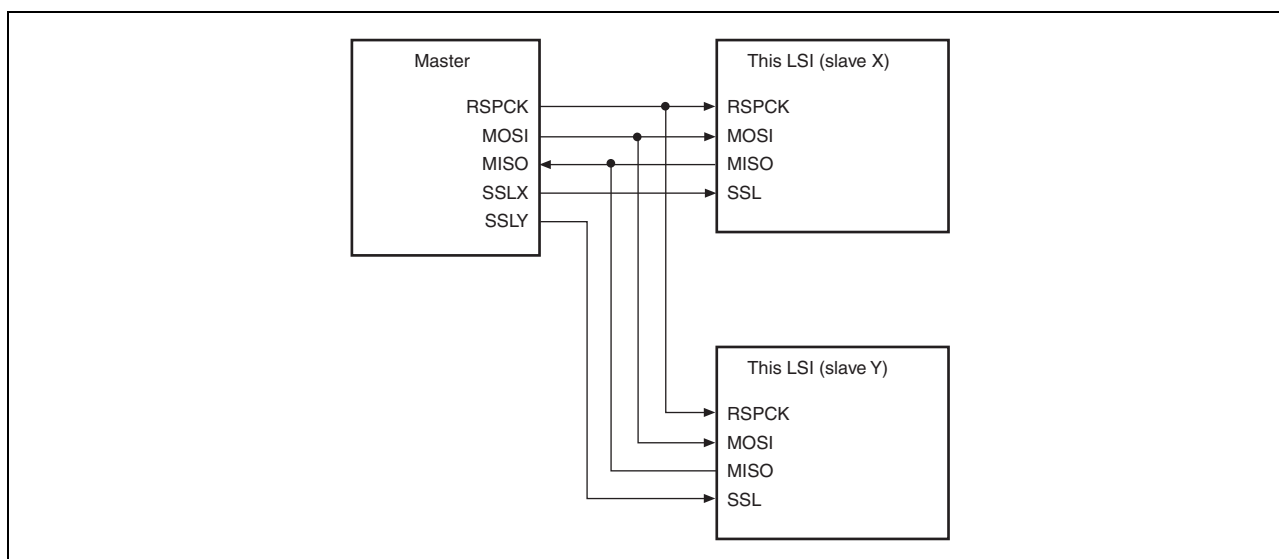 Master
RSPCK
MOSI
MISO
SSLX
SSLY
This LSI (slave X)
RSPCK
MOSI
MISO
SSL
This LSI (slave Y)
RSPCK
MOSI
MISO
SSL